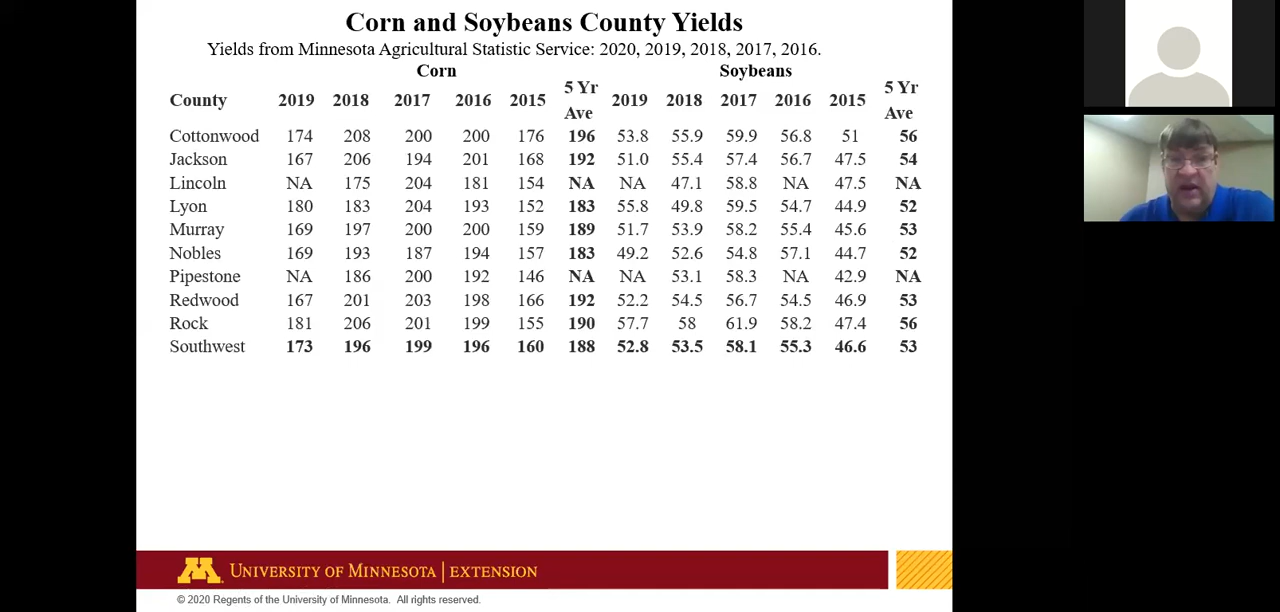 Corn and Soybeans County Yields
Yields from Minnesota Agricultural Statistic Service: 2020, 2019, 2018, 2017, 2016.
Corn Soybeans
County 2019 2018 2017 2016 2015 5 Yr Ave 2019 2018 2017 2016 2015 5 Yr Ave
Cottonwood 174 208 200 200 176 196 53.8 55.9 59.9 56.8 51 56
Jackson 167 206 194 201 168 192 51.0 55.4 57.4 56.7 47.5 54
Lincoln NA 175 204 181 154 NA NA 47.1 58.8 NA 47.5 NA
Lyon 180 183 204 193 152 183 55.8 49.8 59.5 54.7 44.9 52
Murray 169 197 200 200 159 189 51.7 53.9 58.2 55.4 45.6 53
Nobles 169 193 187 194 157 183 49.2 52.6 54.8 57.1 44.7 52
Pipestone NA 186 200 192 146 NA NA 53.1 58.3 NA 42.9 NA
Redwood 167 201 203 198 166 192 52.2 54.5 56.7 54.5 46.9 53
Rock 181 206 201 199 155 190 57.7 58 61.9 58.2 47.4 56
Southwest 173 196 199 196 160 188 52.8 53.5 58.1 55.3 46.6 53
M UNIVERSITY OF MINNESOTA | EXTENSION
© 2020 Regents of the University of Minnesota. All rights reserved.